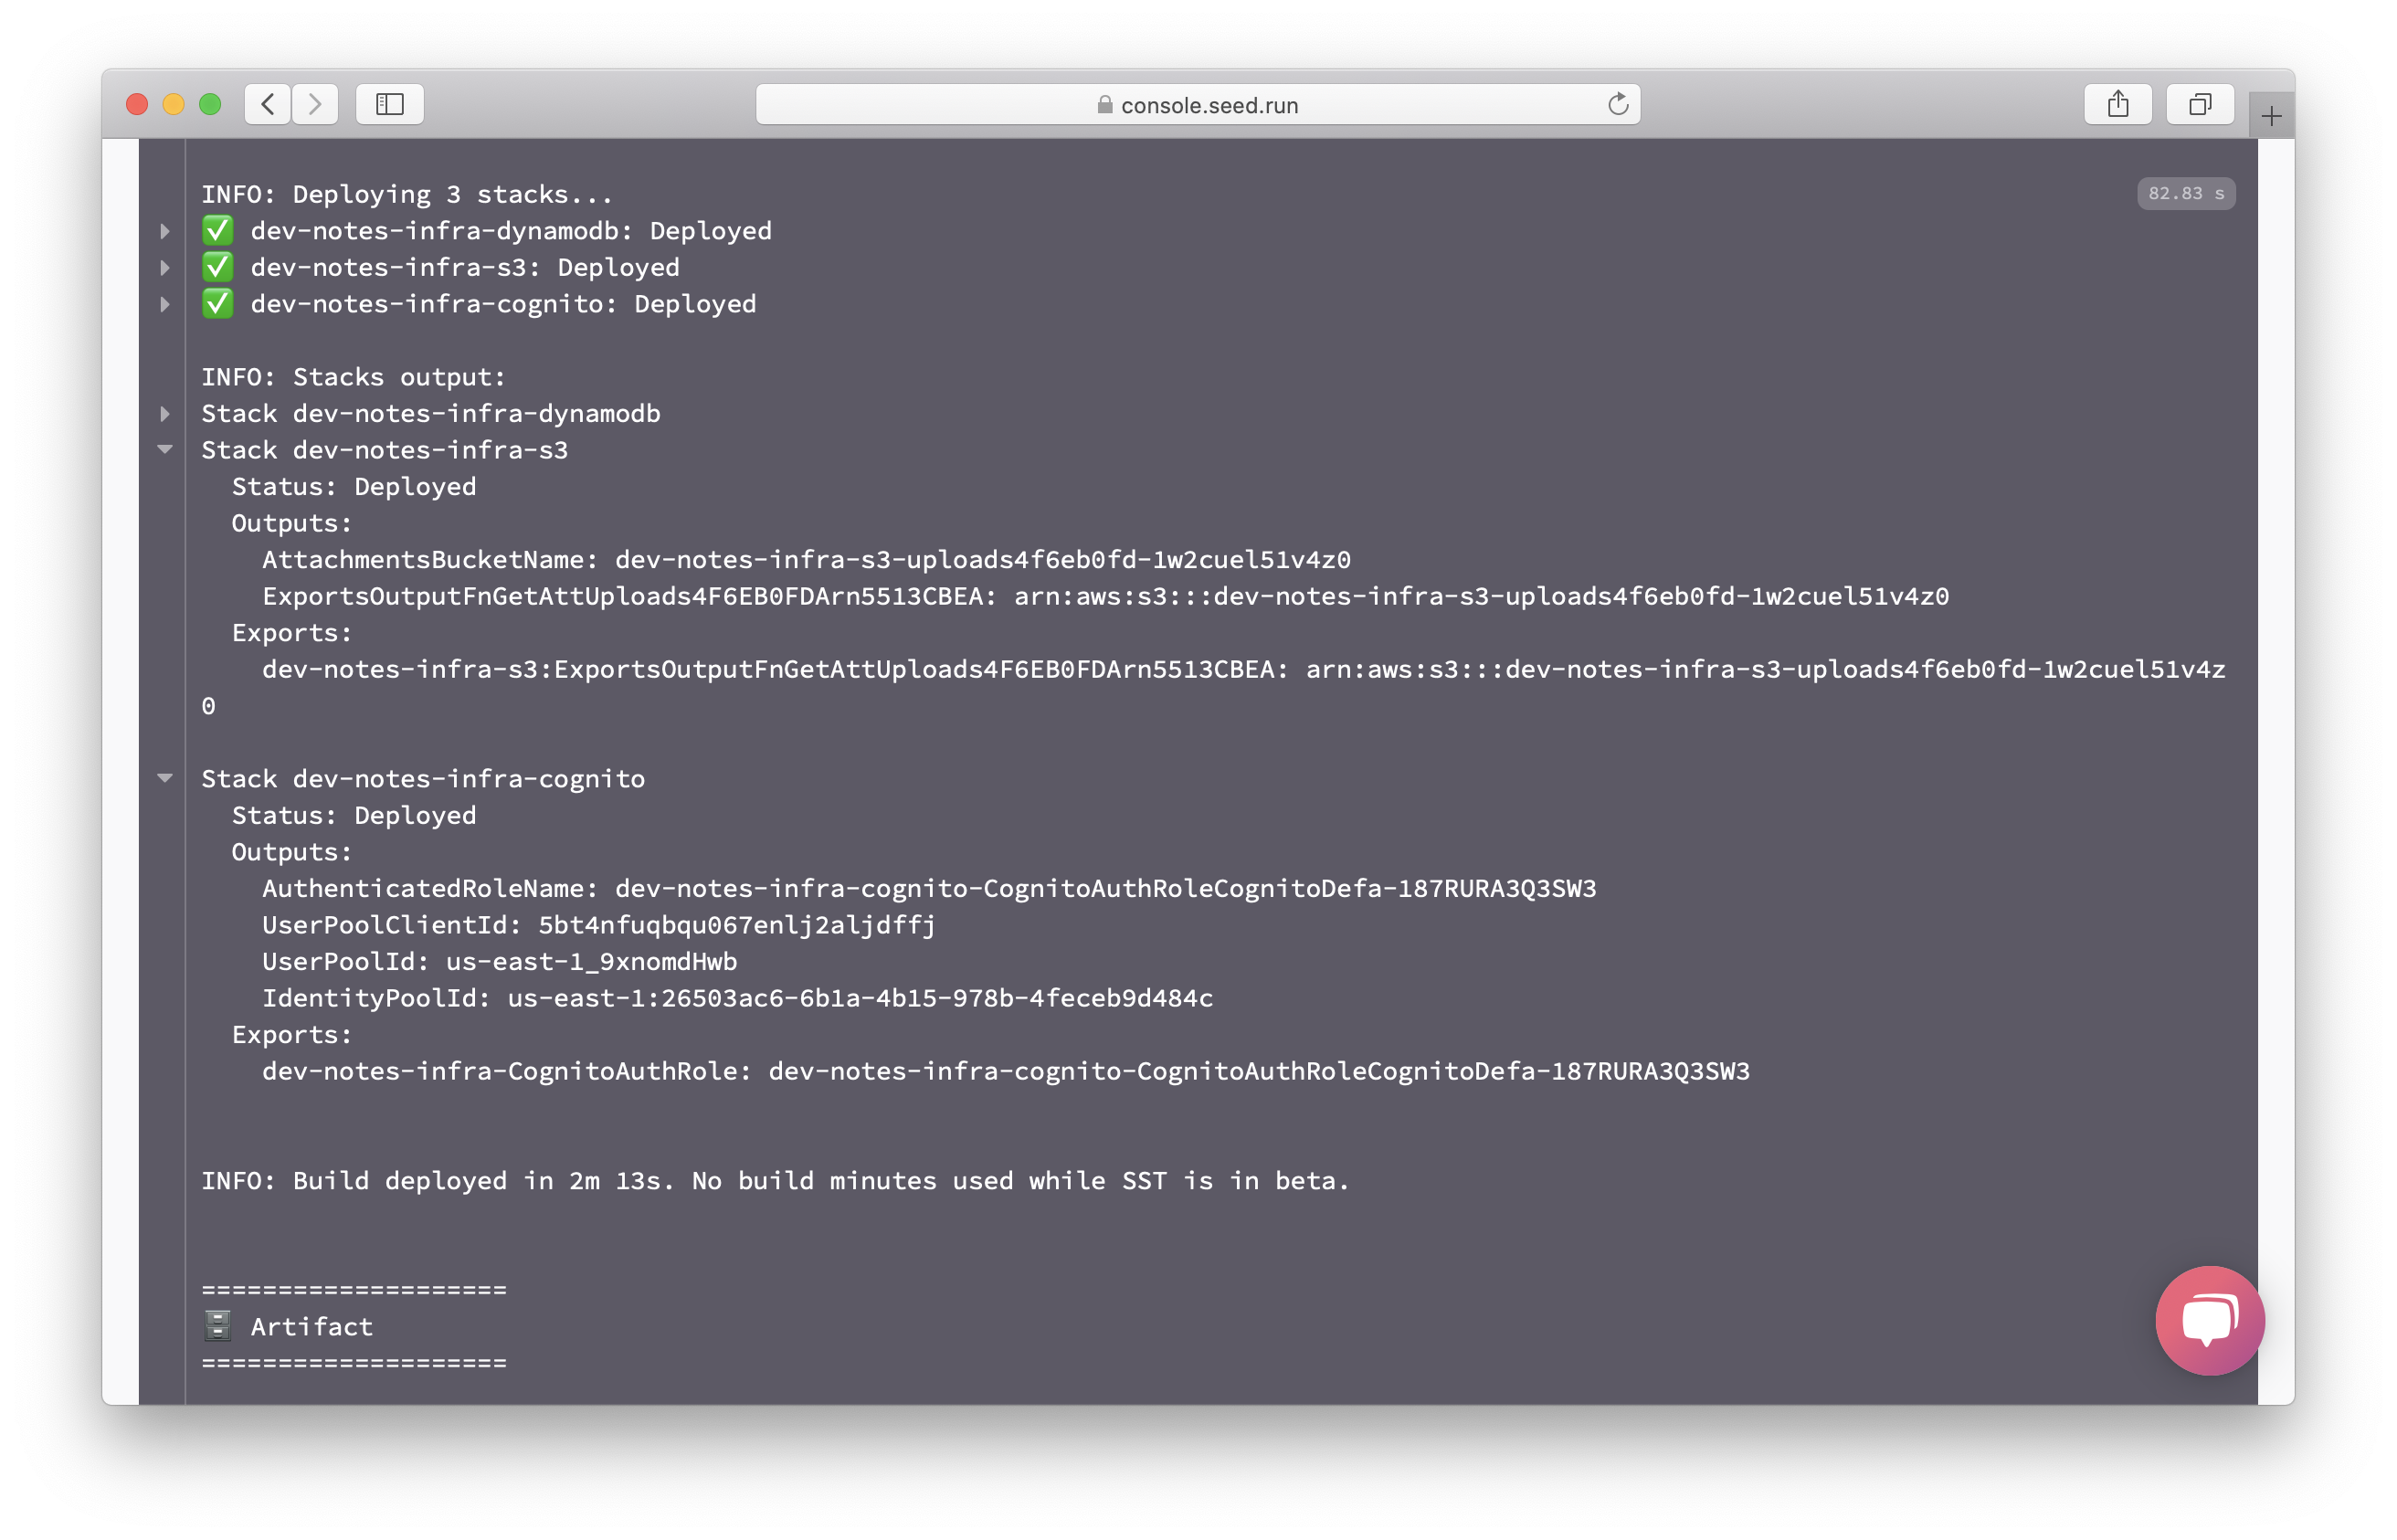 console.seed.run
INFO: Deploying 3 stacks...
82.83 s
✅ dev-notes-infra-dynamodb: Deployed
✅ dev-notes-infra-s3: Deployed
✅ dev-notes-infra-cognito: Deployed
INFO: Stacks output:
Stack dev-notes-infra-dynamodb
Stack dev-notes-infra-s3
Status: Deployed
Outputs:
AttachmentsBucketName: dev-notes-infra-s3-uploads4f6eb0fd-1w2cuel51v4z0
ExportsOutputFnGetAttUploads4F6EB0FDArn5513CBEA: arn:aws:s3:::dev-notes-infra-s3-uploads4f6eb0fd-1w2cuel51v4z0
Exports:
dev-notes-infra-s3:ExportsOutputFnGetAttUploads4F6EB0FDArn5513CBEA: arn:aws:s3:::dev-notes-infra-s3-uploads4f6eb0fd-1w2cuel51v4z
0
Stack dev-notes-infra-cognito
Status: Deployed
Outputs:
AuthenticatedRoleName: dev-notes-infra-cognito-CognitoAuthRoleCognitoDefa-187RURA3Q3SW3
UserPoolClientId: 5bt4nfuqbqu067enlj2aljdffj
UserPoolId: us-east-1_9xnomdHwb
IdentityPoolId: us-east-1:26503ac6-6b1a-4b15-978b-4feceb9d484c
Exports:
dev-notes-infra-CognitoAuthRole: dev-notes-infra-cognito-CognitoAuthRoleCognitoDefa-187RURA3Q3SW3
INFO: Build deployed in 2m 13s. No build minutes used while SST is in beta.
====================
🗄 Artifact
====================